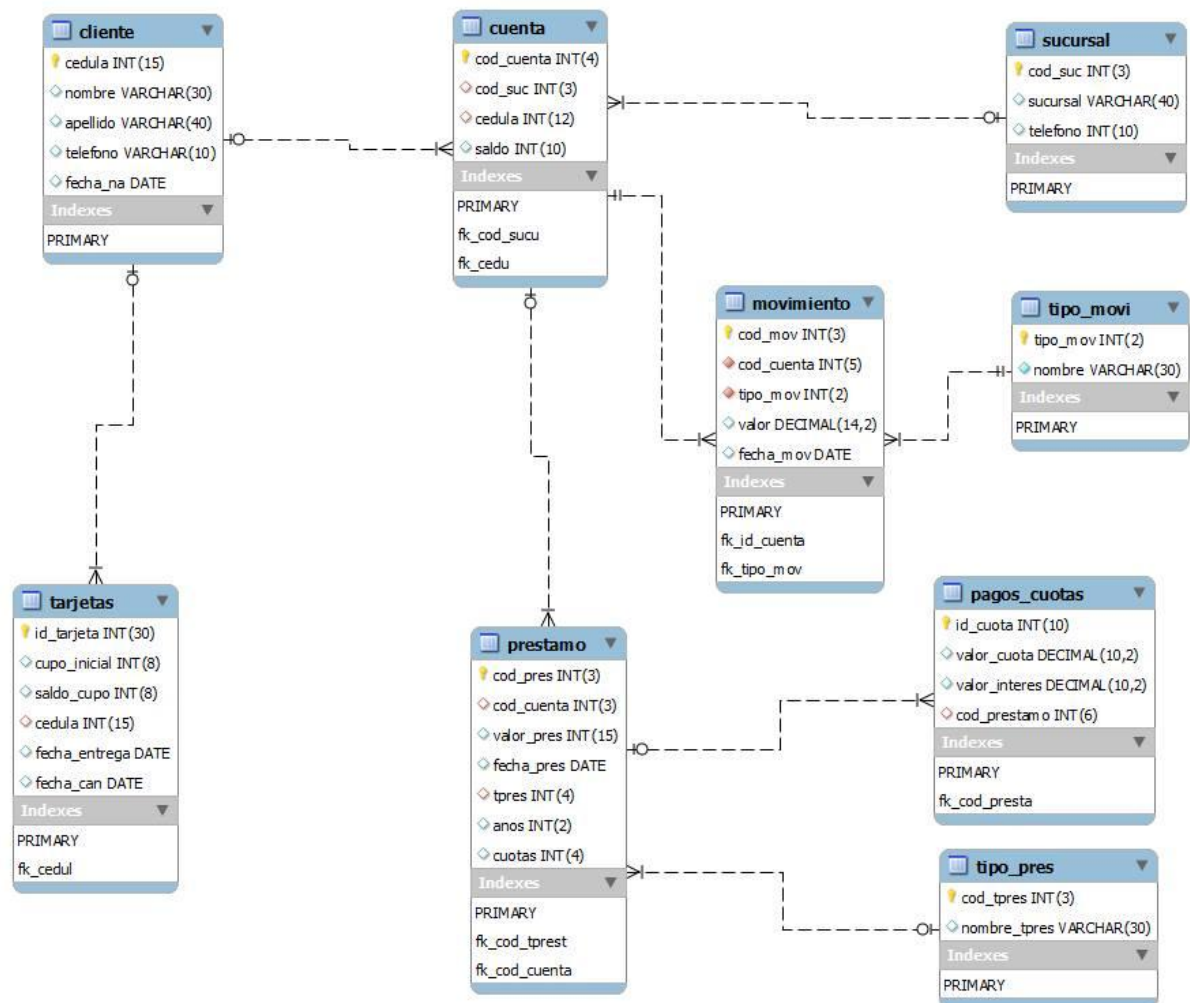 cliente
cedula INT(15)
nombre VARCHAR(30)
apellido VARCHAR(40)
telefono VARCHAR(10)
fecha_na DATE
Indexes
PRIMARY
cuenta
cod_cuenta INT(4)
cod_suc INT(3)
cedula INT(12)
saldo INT(10)
Indexes
PRIMARY
fk_cod_sucu
fk_cedu
sucursal
cod_suc INT(3)
sucursal VARCHAR(40)
telefono INT(10)
Indexes
PRIMARY
movimiento
cod_mov INT(3)
cod_cuenta INT(5)
tipo_mov INT(2)
valor DECIMAL(14,2)
fecha_mov DATE
Indexes
PRIMARY
fk_id_cuenta
fk_tipo_mov
tipo_movi
tipo_mov INT(2)
nombre VARCHAR(30)
Indexes
PRIMARY
tarjetas
id_tarjeta INT(30)
cupo_inicial INT(8)
saldo_cupo INT(8)
cedula INT(15)
fecha_entrega DATE
fecha_can DATE
Indexes
PRIMARY
fk_cedul
prestamo
cod_pres INT(3)
cod_cuenta INT(3)
valor_pres INT(15)
fecha_pres DATE
tpres INT(4)
anos INT(2)
cuotas INT(4)
Indexes
PRIMARY
fk_cod_tprest
fk_cod_cuenta
pagos_cuotas
id_cuota INT(10)
valor_cuota DECIMAL(10,2)
valor_interes DECIMAL(10,2)
cod_prestamo INT(6)
Indexes
PRIMARY
fk_cod_presta
tipo_pres
cod_tpres INT(3)
nombre_tpres VARCHAR(30)
Indexes
PRIMARY